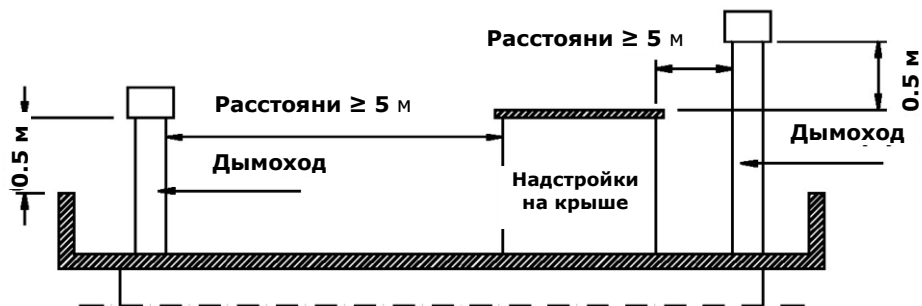 Расстояни ≥ 5 м
0.5 м
Расстояни ≥ 5 м
0.5 м
Дымоход
Дымоход
Надстройки
на крыше